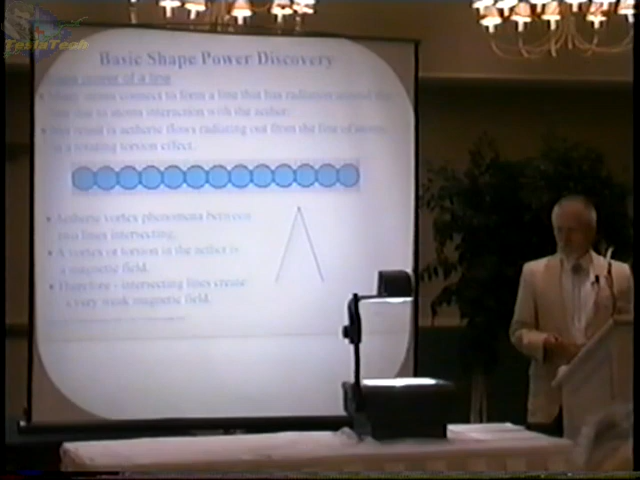 TeslaTech
Basic Shape Power Discovery
power of a line
• Many atoms connect to form a line that has radiation around the
line due to atoms interaction with the aether.
• Net result is aetheric flows radiating out from the line of atoms
in a rotating torsion effect.
• Aetheric vortex phenomena between
two lines intersecting.
• A vortex or torsion in the aether is
a magnetic field.
• Therefore - intersecting lines create
a very weak magnetic field.